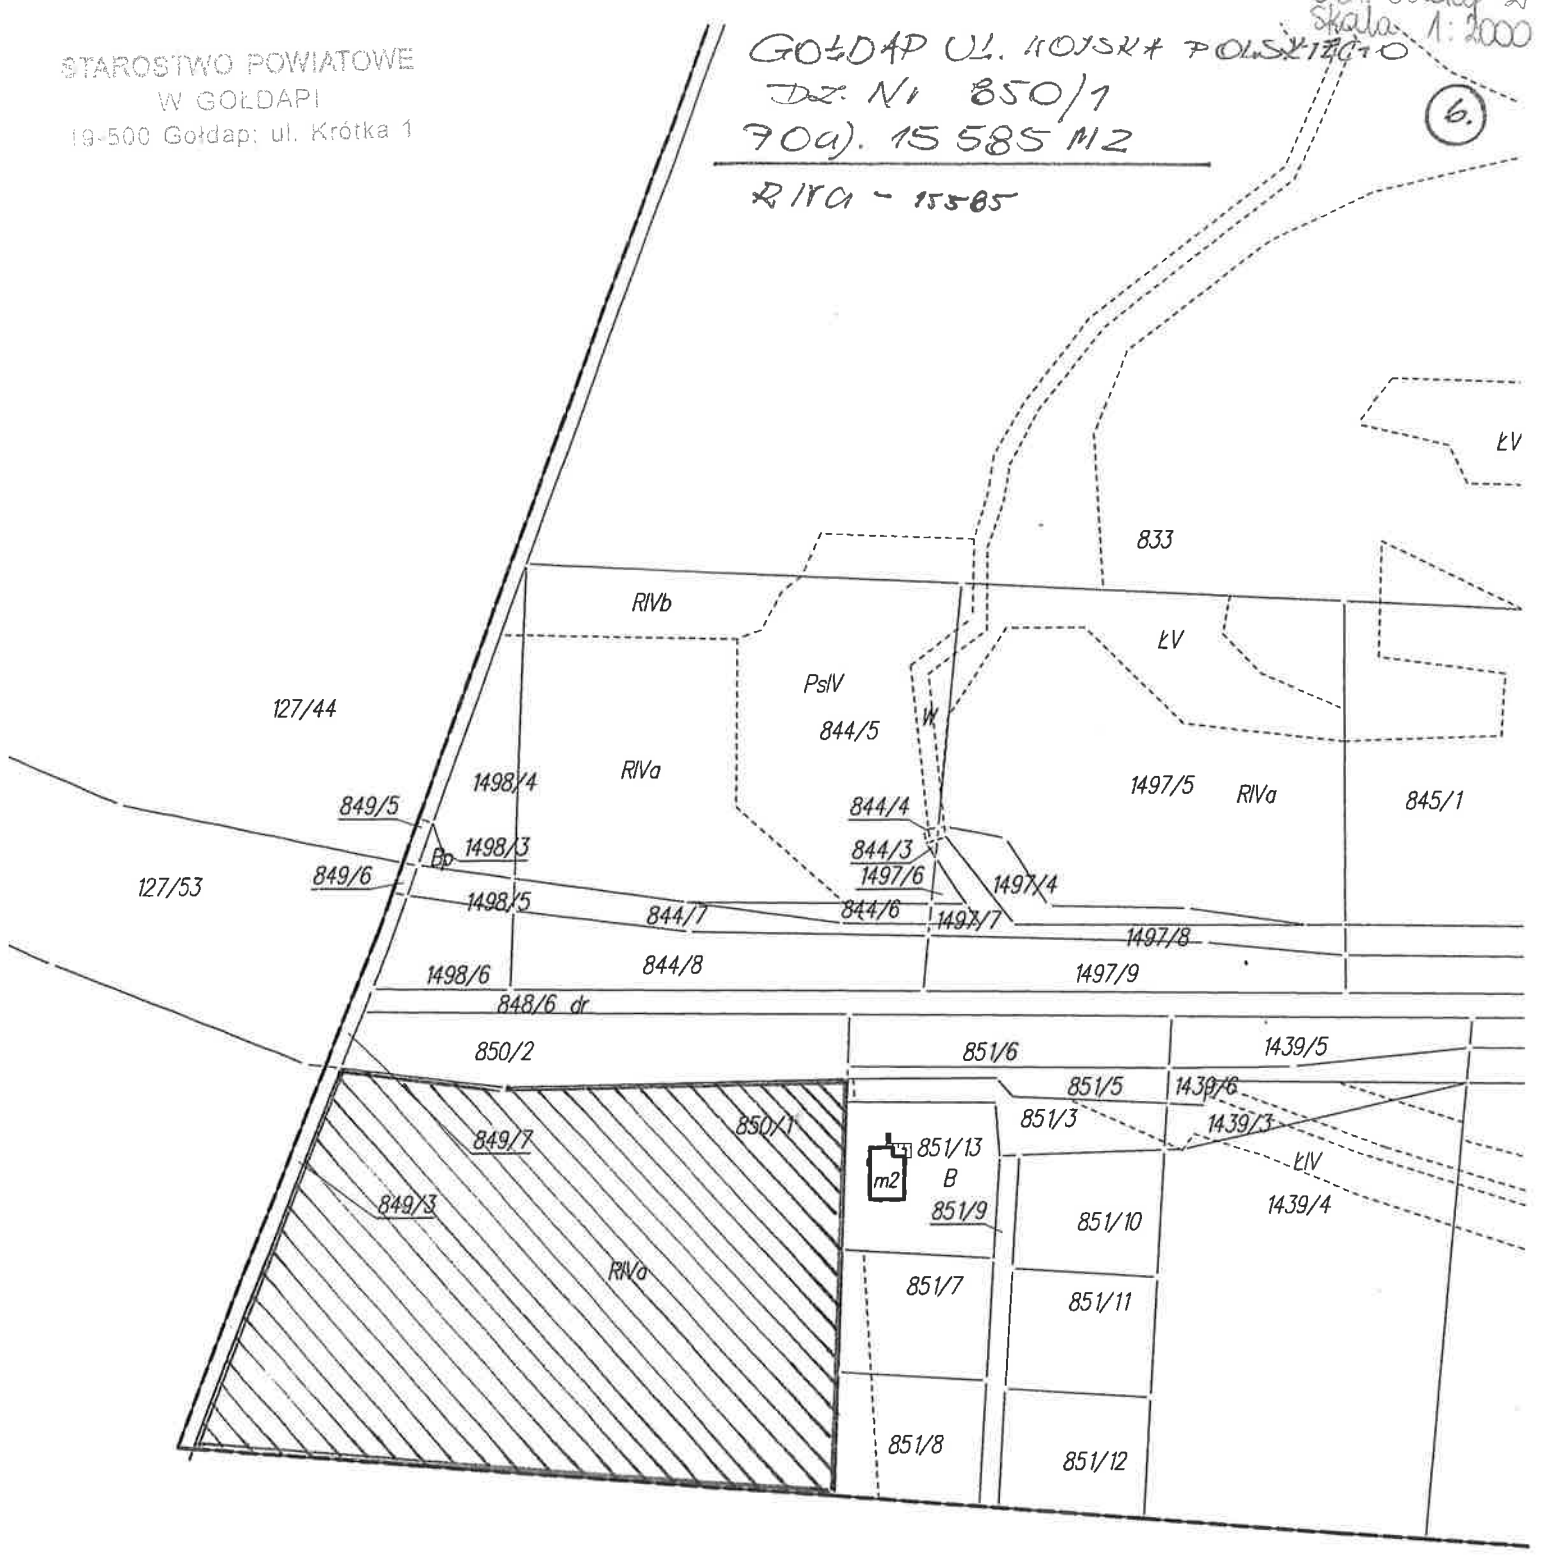 STAROSTWO POWIATOWE
W GOŁDAPI
19-500 Gołdap; ul. Krótka 1
Skala 1:2000
GOŁDAP UL. WOJSKA POLSKIEGO
DZ. Nr 850/1
POW. 15 585 M2
RIVa - 15585
6.
ŁV
833
RIVb
ŁV
PsIV
127/44
844/5
W
RIVa
1498/4
1497/5
RIVa
845/1
849/5
844/4
Bp
1498/3
844/3
849/6
1497/6
127/53
1497/4
1498/5
844/7
844/6
1497/7
1497/8
1498/6
844/8
1497/9
848/6 dr
850/2
851/6
1439/5
851/5
1439/6
850/1
851/3
1439/3
849/7
851/13
ŁIV
m2
B
849/3
851/9
851/10
1439/4
RIVa
851/7
851/11
851/8
851/12